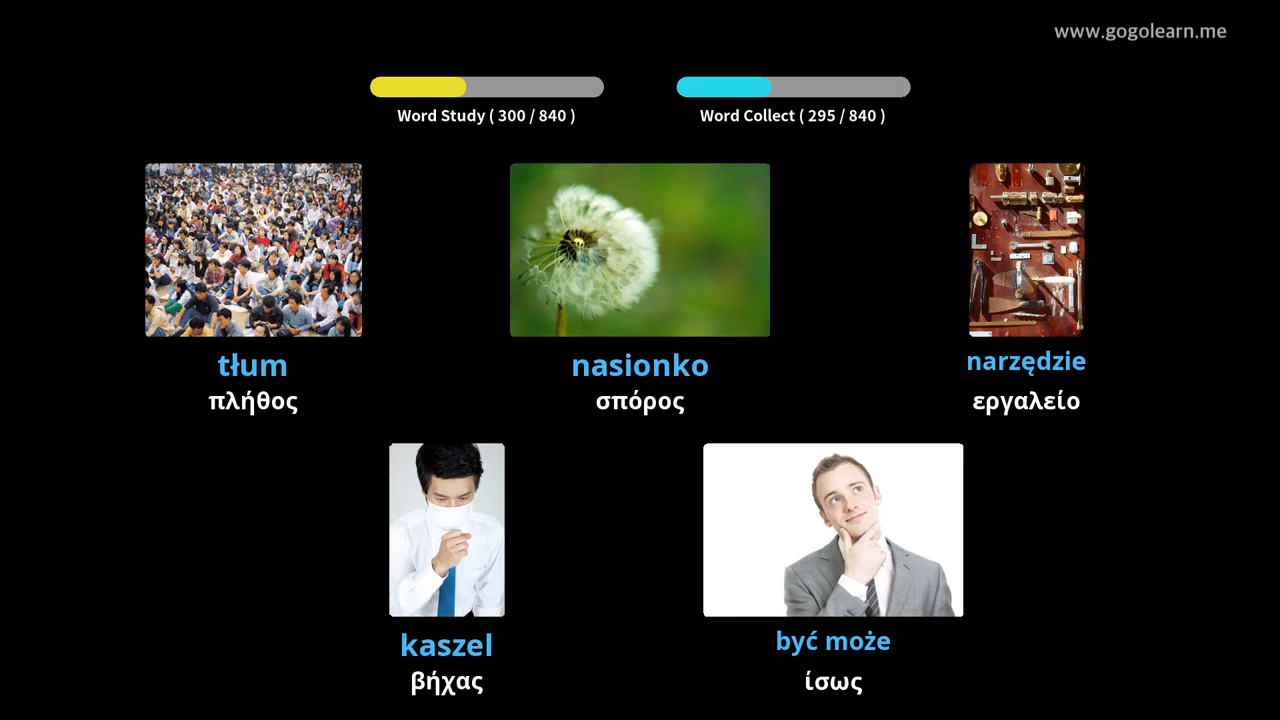 www.gogolearn.me
Word Study ( 300 / 840 )
Word Collect ( 295 / 840 )
tłum
πλήθος
nasionko
σπόρος
narzędzie
εργαλείο
kaszel
βήχας
być może
ίσως